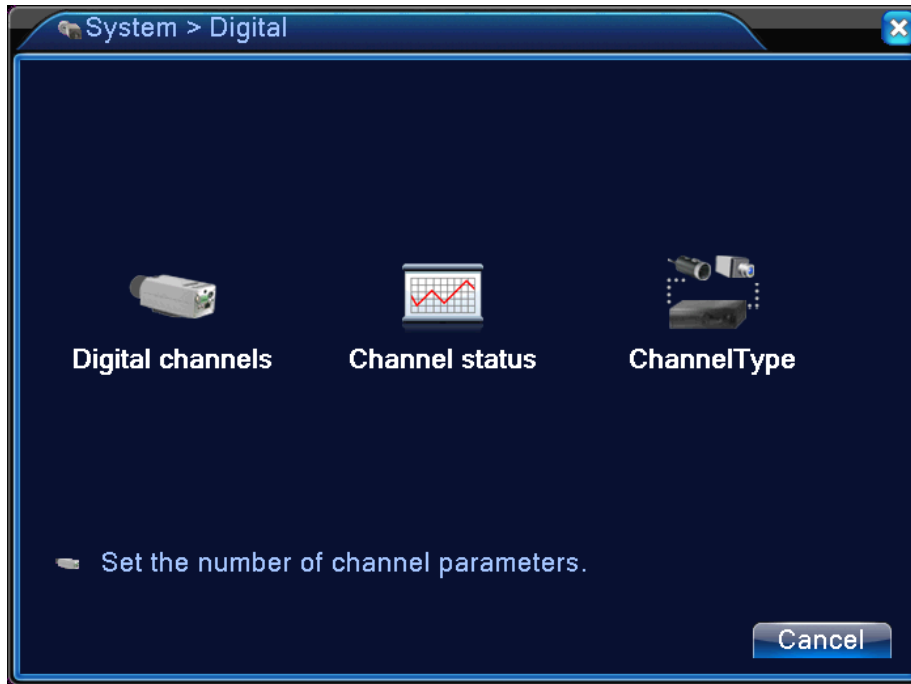 System > Digital
Digital channels
Channel status
ChannelType
Set the number of channel parameters.
Cancel